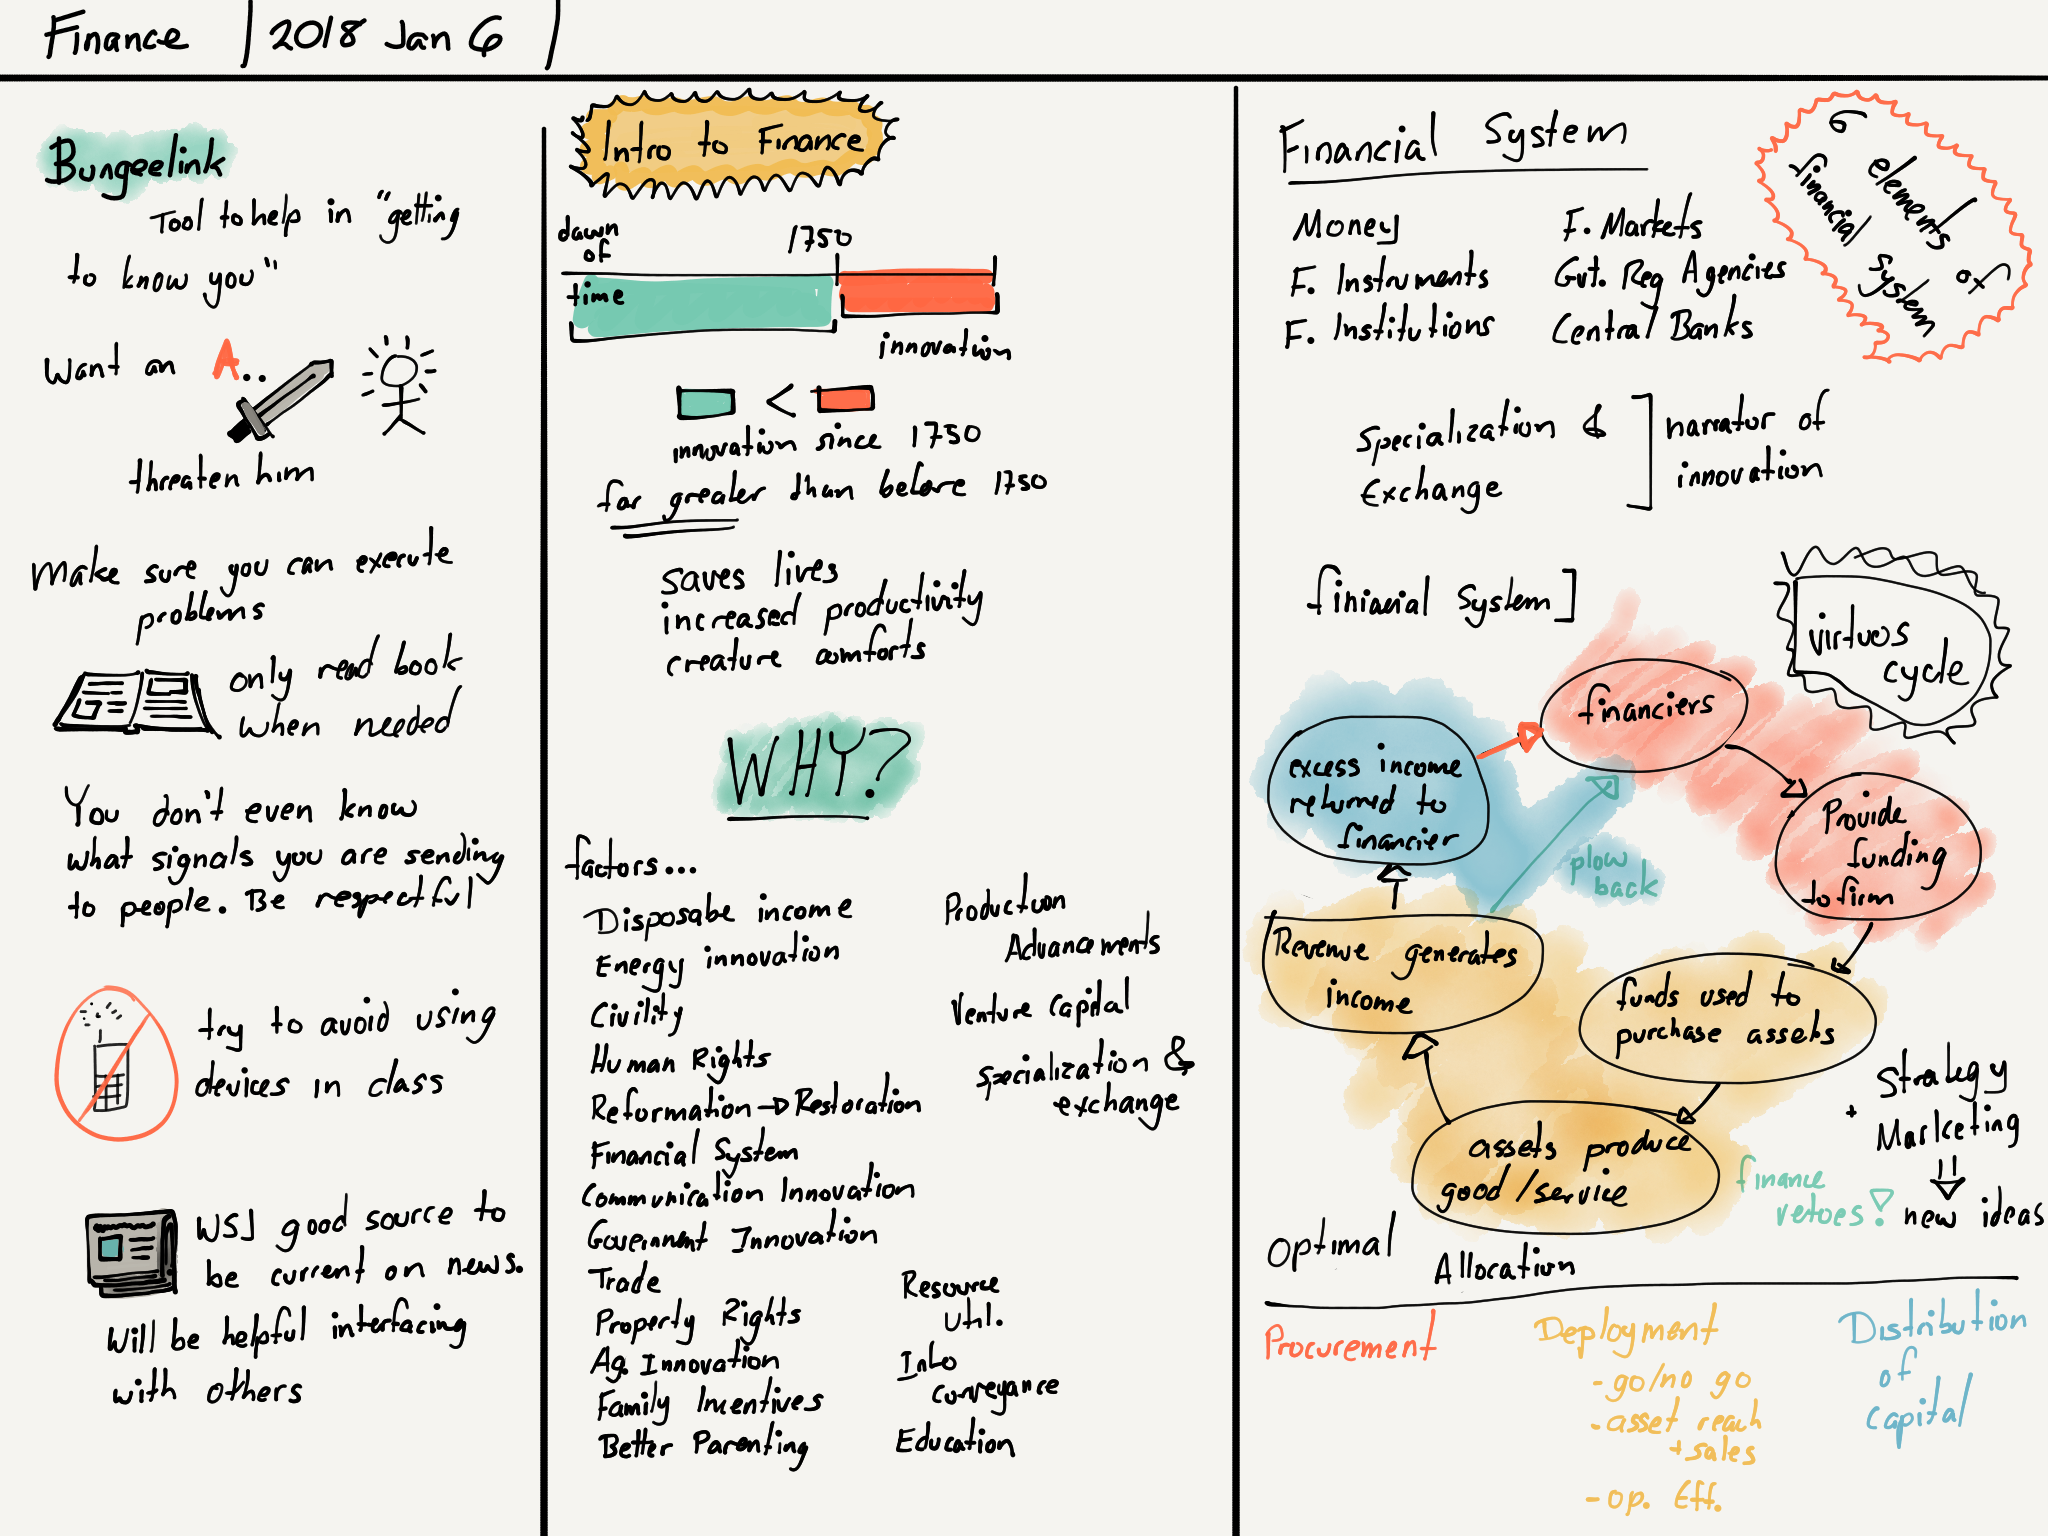 Finance | 2018 Jan 6
Bungeelink
Tool to help in "getting
to know you"
Want an A..
threaten him
Make sure you can execute
problems
only read book
when needed
You don't even know
what signals you are sending
to people. Be respectful
try to avoid using
devices in class
WSJ good source to
be current on news.
Will be helpful interfacing
with others
Intro to Finance
dawn
of
time
1750
innovation
<
innovation since 1750
far greater than before 1750
saves lives
increased productivity
creature comforts
WHY?
factors...
Disposabe income
Energy innovation
Civility
Human Rights
Reformation → Restoration
Financial System
Communication Innovation
Government Innovation
Trade
Property Rights
Ag. Innovation
Family Incentives
Better Parenting
Production
Advancements
Venture Capital
Specialization &
exchange
Resource
util.
Info
conveyance
Education
Financial System
6 elements of
financial system
Money
F. Instruments
F. Institutions
F. Markets
Gvt. Reg Agencies
Central Banks
Specialization &
Exchange
narrator of
innovation
finiacial System]
virtuos
cycle
financiers
Provide
funding
to firm
funds used to
purchase assets
assets produce
good/service
Revenue generates
income
excess income
returned to
financier
plow
back
Strategy
+ Marketing
new ideas
finance
vetoes!
Optimal Allocation
Procurement
Deployment
- go/no go
- asset reach
+ sales
- op. Eff.
Distribution
of
capital